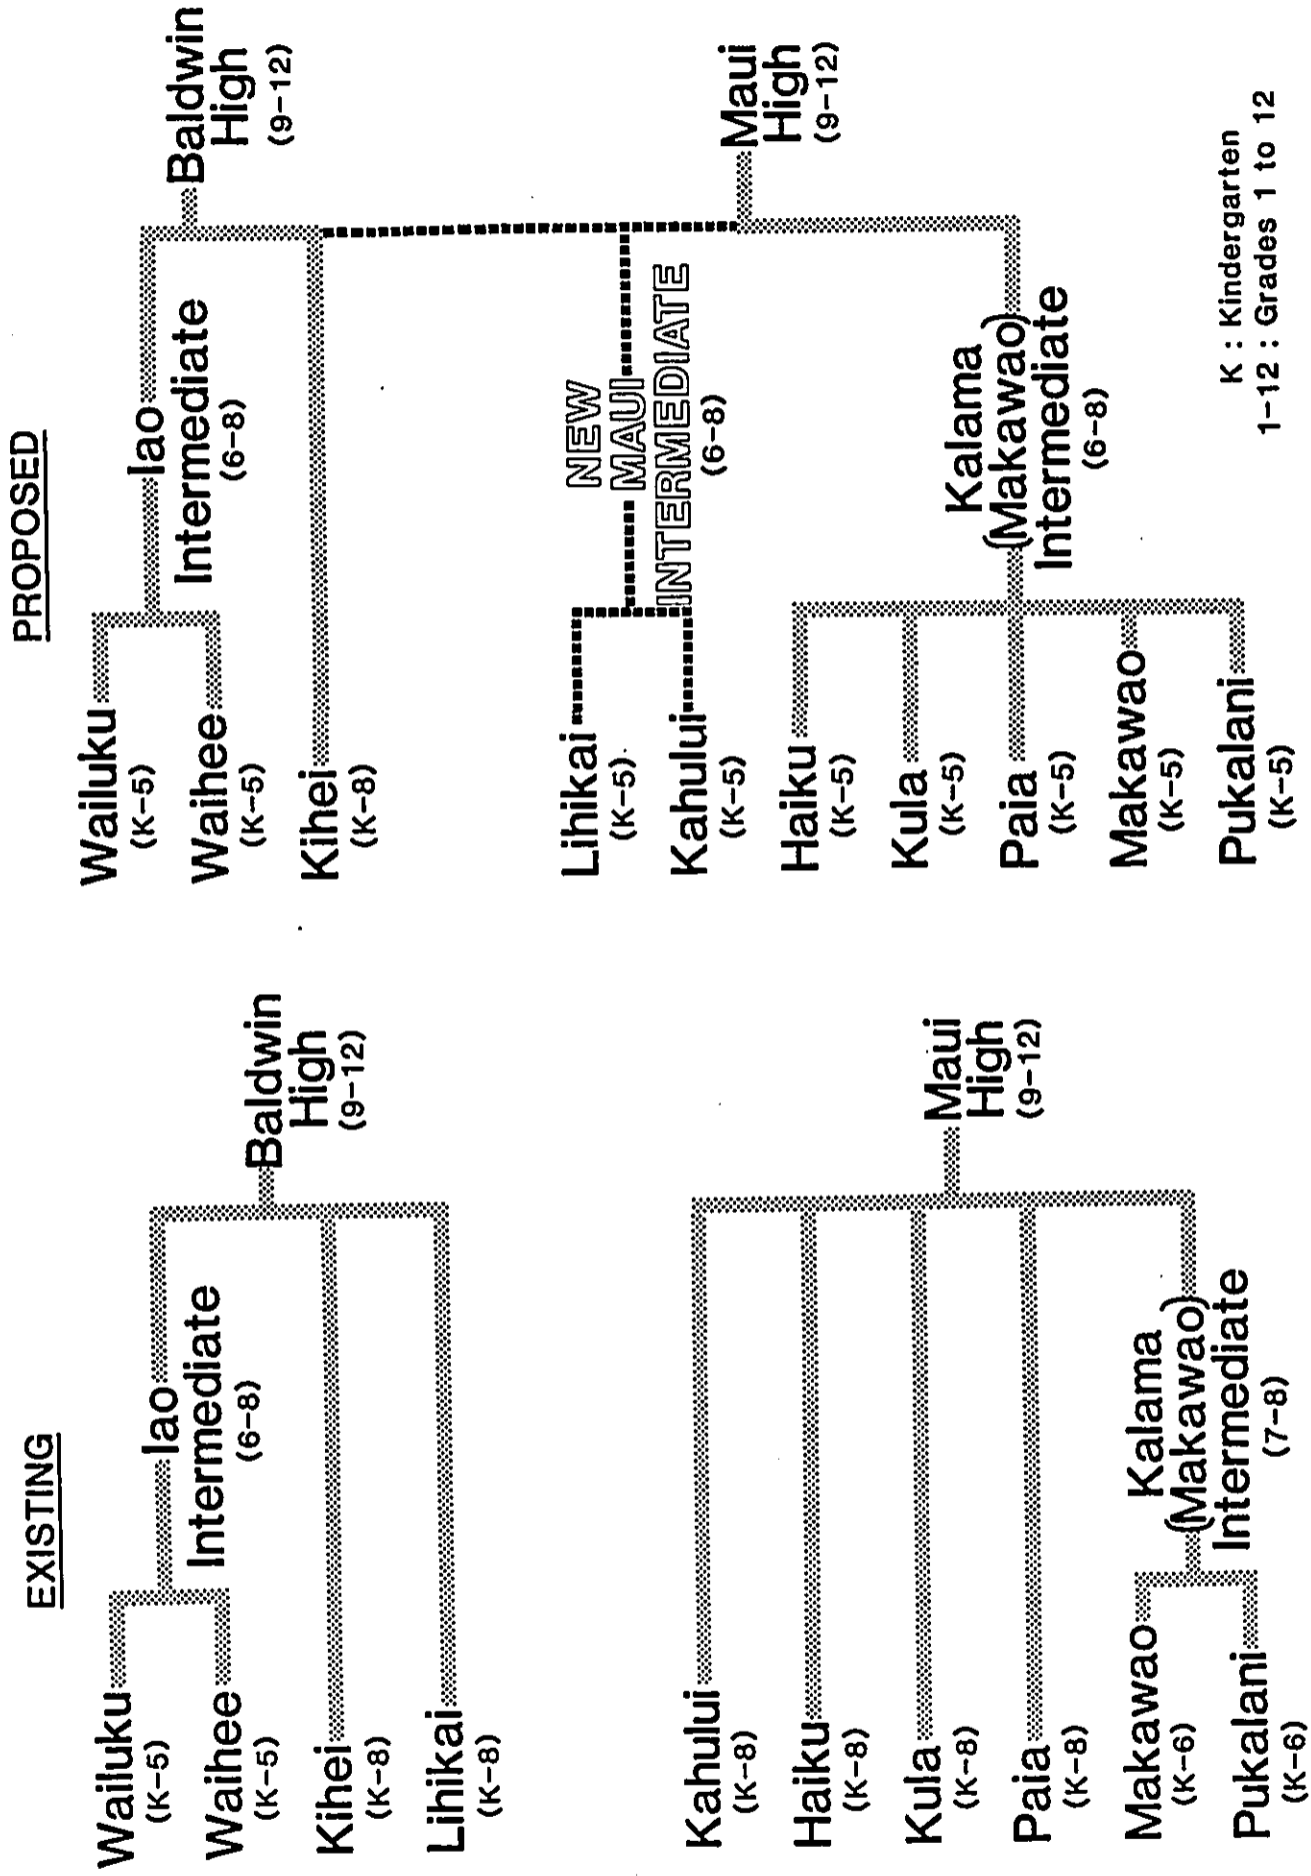 EXISTING
Wailuku
(K-5)
Waihee
(K-5)
Iao
Intermediate
(6-8)
Kihei
(K-8)
Lihikai
(K-8)
Baldwin
High
(9-12)
Kahului
(K-8)
Haiku
(K-8)
Kula
(K-8)
Paia
(K-8)
Makawao
(K-6)
Pukalani
(K-6)
Kalama
(Makawao)
Intermediate
(7-8)
Maui
High
(9-12)
PROPOSED
Wailuku
(K-5)
Waihee
(K-5)
Iao
Intermediate
(6-8)
Kihei
(K-8)
Baldwin
High
(9-12)
Lihikai
(K-5)
Kahului
(K-5)
NEW
MAUI
INTERMEDIATE
(6-8)
Haiku
(K-5)
Kula
(K-5)
Paia
(K-5)
Makawao
(K-5)
Pukalani
(K-5)
Kalama
(Makawao)
Intermediate
(6-8)
Maui
High
(9-12)
K : Kindergarten
1-12 : Grades 1 to 12